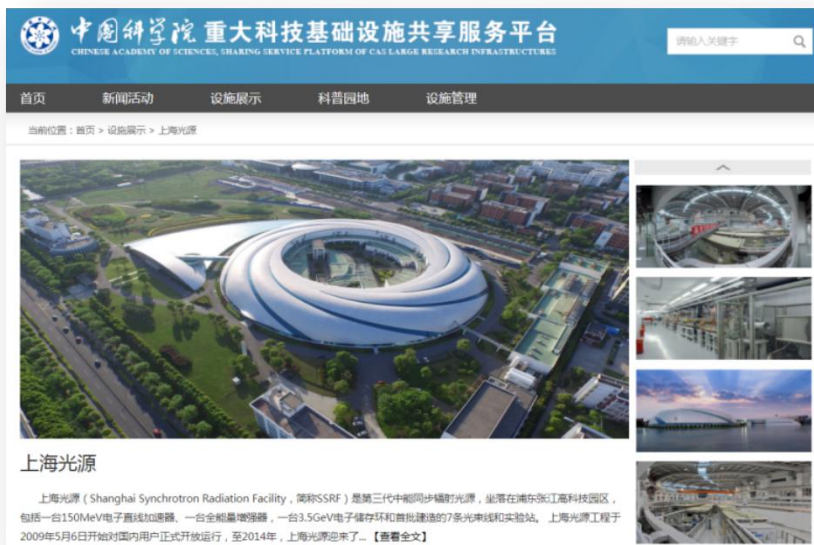 中国科学院 重大科技基础设施共享服务平台
CHINESE ACADEMY OF SCIENCES, SHARING SERVICE PLATFORM OF CAS LARGE RESEARCH INFRASTRUCTURES
请输入关键字
首页 新闻活动 设施展示 科普园地 设施管理
当前位置：首页 > 设施展示 > 上海光源
上海光源
上海光源（Shanghai Synchrotron Radiation Facility，简称SSRF）是第三代中能同步辐射光源，坐落在浦东张江高科技园区，
包括一台150MeV电子直线加速器、一台全能量增强器，一台3.5GeV电子储存环和首批建造的7条光束线和实验站。 上海光源工程于
2009年5月6日开始对国内用户正式开放运行，至2014年，上海光源迎来了... 【查看全文】